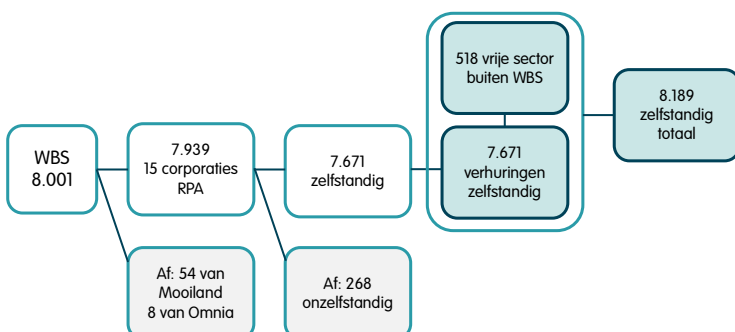 WBS
8.001
7.939
15 corporaties
RPA
7.671
zelfstandig
518 vrije sector
buiten WBS
7.671
verhuringen
zelfstandig
8.189
zelfstandig
totaal
Af: 54 van
Mooiland
8 van Omnia
Af: 268
onzelfstandig